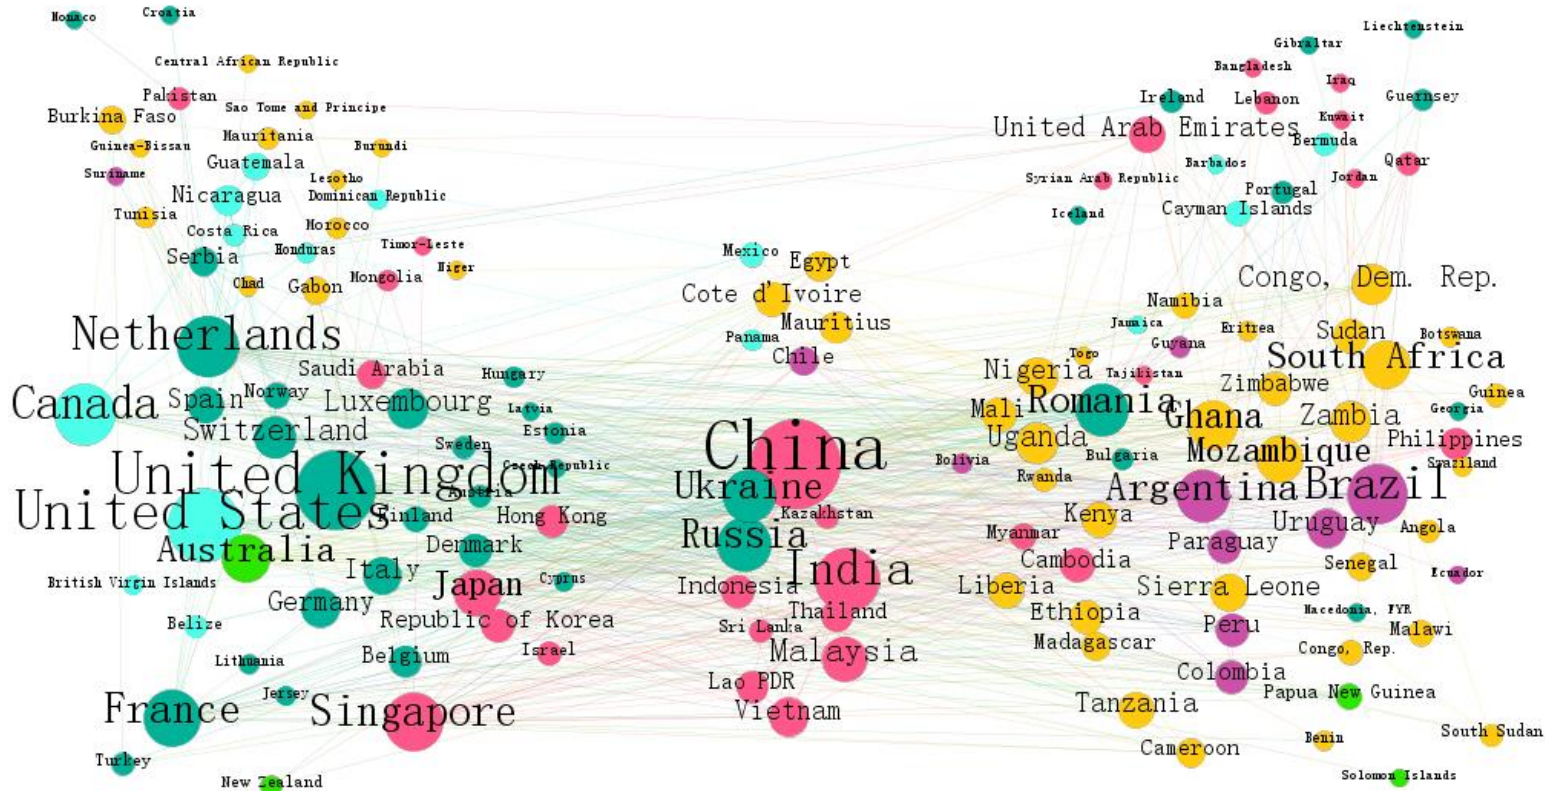 Monaco
Croatia
Central African Republic
Pakistan
Burkina Faso
Sao Tome and Principe
Mauritania
Guinea-Bissau
Burundi
Guatemala
Suriname
Lesotho
Nicaragua
Dominican Republic
Tunisia
Costa Rica
Morocco
Serbia
Honduras
Timor-Leste
Chad
Gabon
Mongolia
Niger
Netherlands
Saudi Arabia
Hungary
Canada
Spain
Norway
Luxembourg
Latvia
Switzerland
Estonia
Sweden
United Kingdom
Czech Republic
Austria
United States
Finland
Hong Kong
Australia
Denmark
Italy
British Virgin Islands
Japan
Cyprus
Germany
Belize
Republic of Korea
Lithuania
Belgium
Israel
Jersey
France
Singapore
Turkey
New Zealand
Mexico
Egypt
Cote d'Ivoire
Mauritius
Panama
Chile
China
Ukraine
Kazakhstan
Russia
India
Indonesia
Thailand
Sri Lanka
Malaysia
Lao PDR
Vietnam
Liechtenstein
Gibraltar
Bangladesh
Iraq
Ireland
Lebanon
Guernsey
United Arab Emirates
Kuwait
Bermuda
Barbados
Qatar
Syrian Arab Republic
Jordan
Portugal
Iceland
Cayman Islands
Congo, Dem. Rep.
Namibia
Jamaica
Eritrea
Sudan
Botswana
Guyana
Togo
Nigeria
South Africa
Tajikistan
Zimbabwe
Mali
Romania
Ghana
Zambia
Guinea
Georgia
Uganda
Bulgaria
Mozambique
Philippines
Bolivia
Swaziland
Rwanda
Argentina
Brazil
Kenya
Myanmar
Uruguay
Angola
Paraguay
Cambodia
Senegal
Ecuador
Liberia
Sierra Leone
Ethiopia
Macedonia, FYR
Peru
Malawi
Madagascar
Congo, Rep.
Colombia
Papua New Guinea
Tanzania
South Sudan
Benin
Cameroon
Solomon Islands